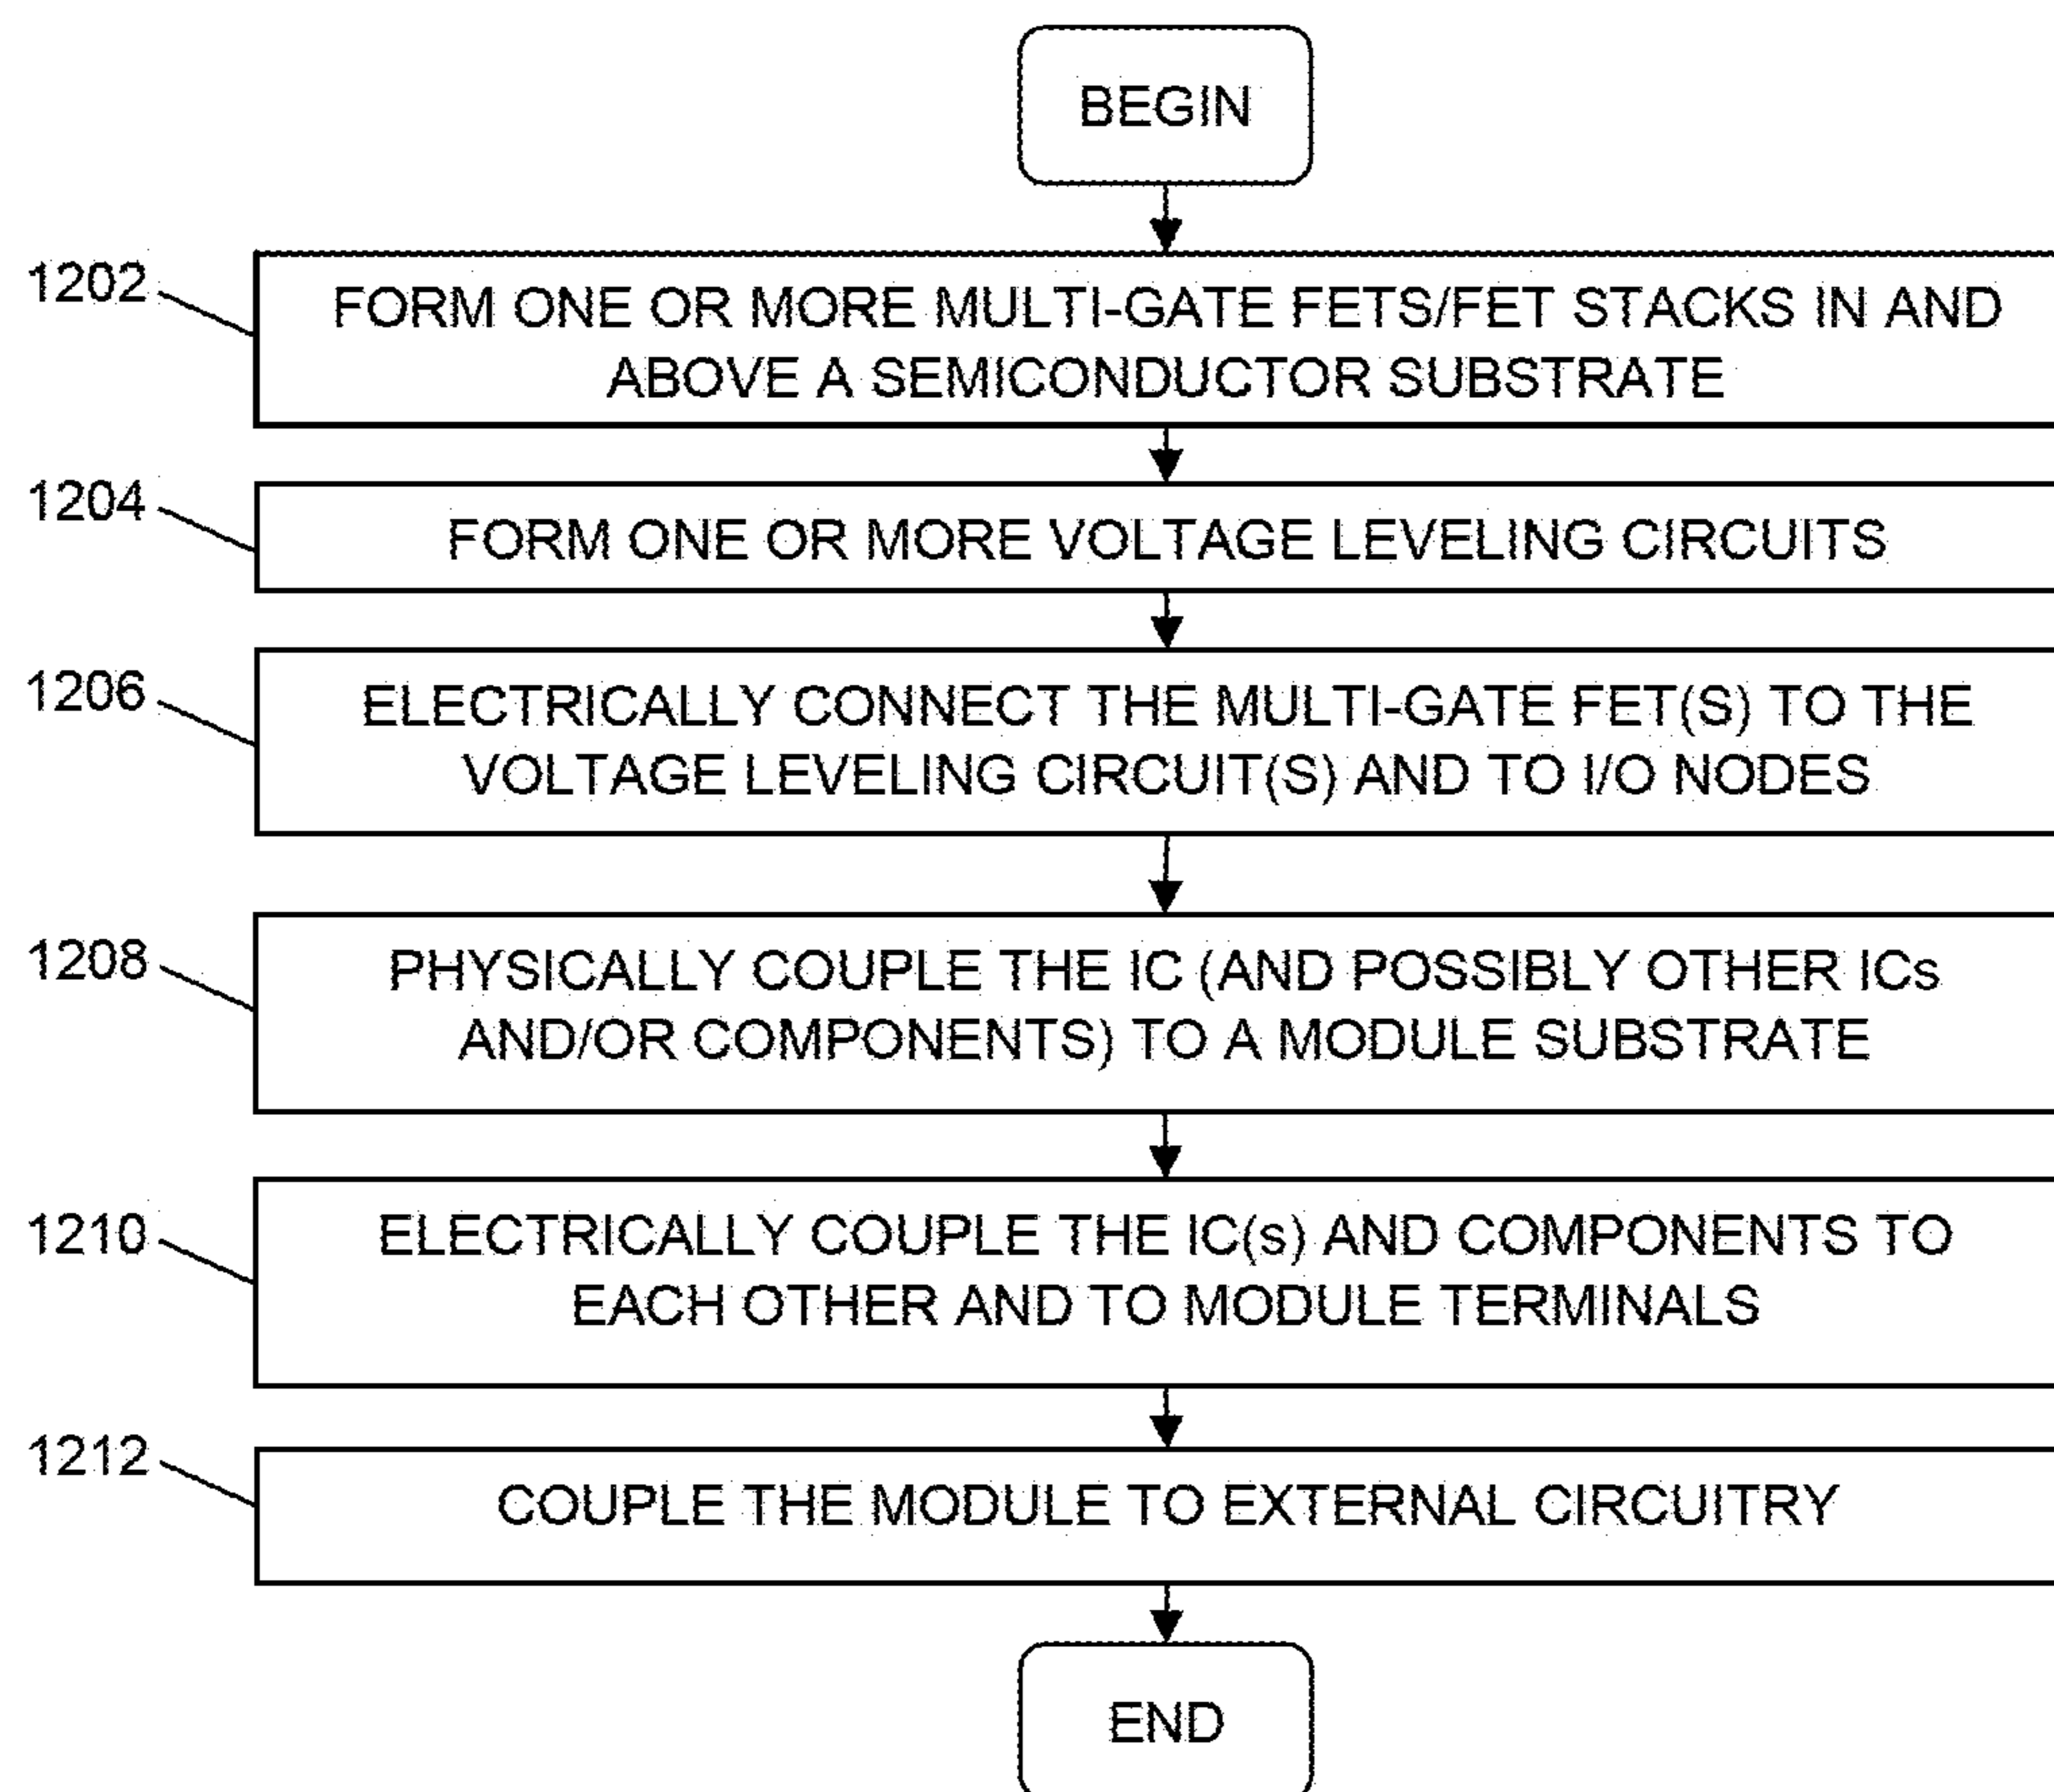 BEGIN
1202
FORM ONE OR MORE MULTI-GATE FETS/FET STACKS IN AND
ABOVE A SEMICONDUCTOR SUBSTRATE
1204
FORM ONE OR MORE VOLTAGE LEVELING CIRCUITS
1206
ELECTRICALLY CONNECT THE MULTI-GATE FET(S) TO THE
VOLTAGE LEVELING CIRCUIT(S) AND TO I/O NODES
1208
PHYSICALLY COUPLE THE IC (AND POSSIBLY OTHER ICs
AND/OR COMPONENTS) TO A MODULE SUBSTRATE
1210
ELECTRICALLY COUPLE THE IC(s) AND COMPONENTS TO
EACH OTHER AND TO MODULE TERMINALS
1212
COUPLE THE MODULE TO EXTERNAL CIRCUITRY
END